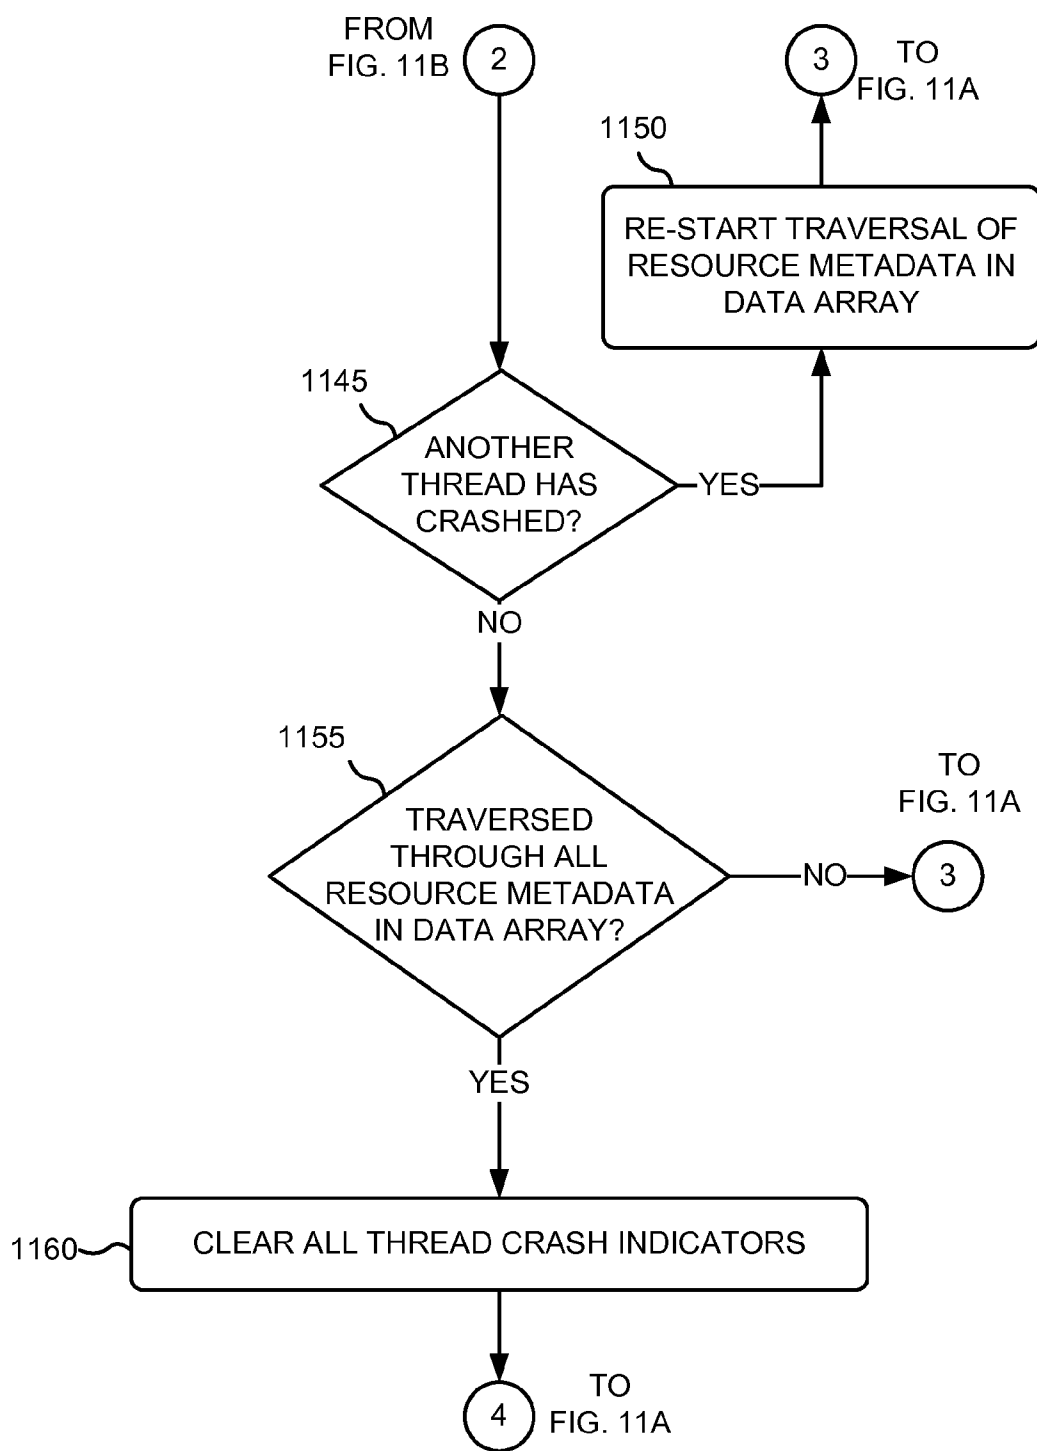 FROM
FIG. 11B
2
3
TO
FIG. 11A
1150
RE-START TRAVERSAL OF
RESOURCE METADATA IN
DATA ARRAY
1145
ANOTHER
THREAD HAS
CRASHED?
YES
NO
1155
TRAVERSED
THROUGH ALL
RESOURCE METADATA
IN DATA ARRAY?
NO
TO
FIG. 11A
3
YES
1160
CLEAR ALL THREAD CRASH INDICATORS
4
TO
FIG. 11A